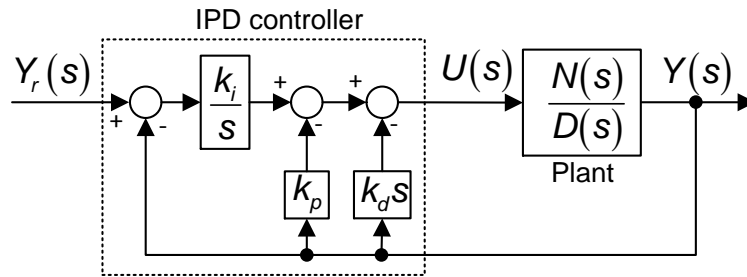 IPD controller
Y_r(s)
+
-
k_i
s
+
-
+
-
U(s)
N(s)
D(s)
Plant
Y(s)
k_p
k_d s